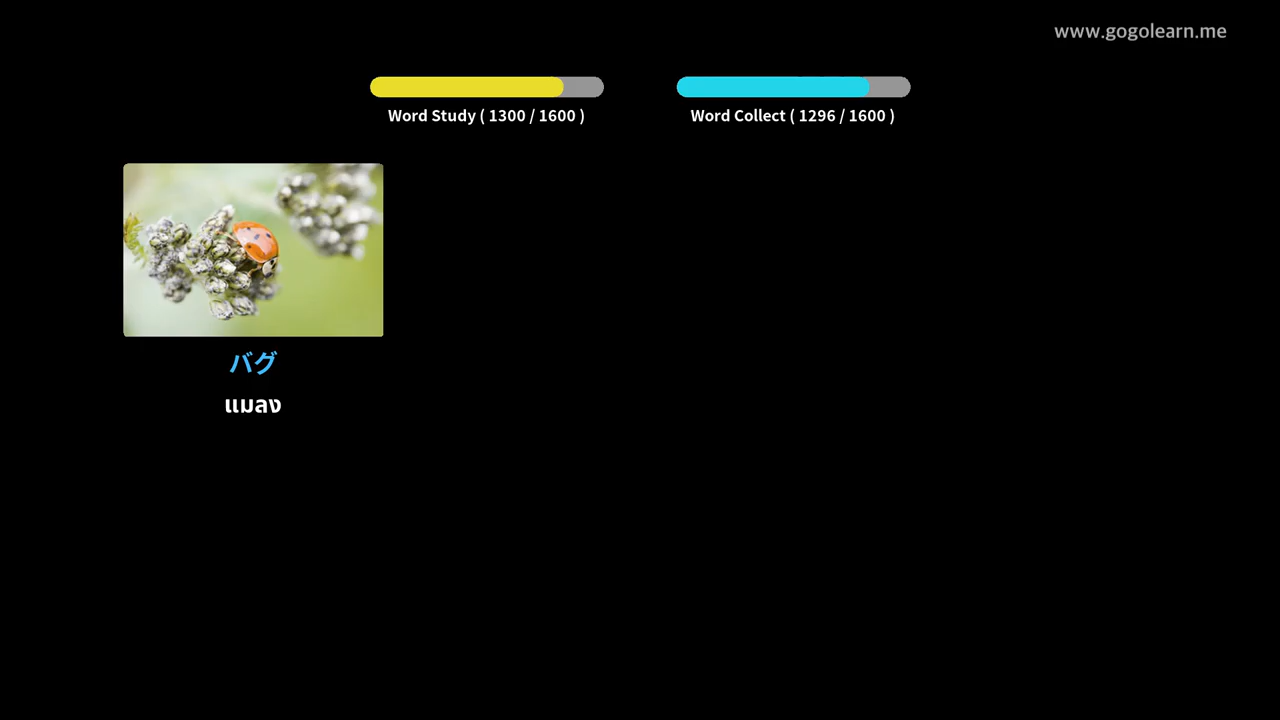 www.gogolearn.me
Word Study ( 1300 / 1600 )
Word Collect ( 1296 / 1600 )
バグ
แมลง